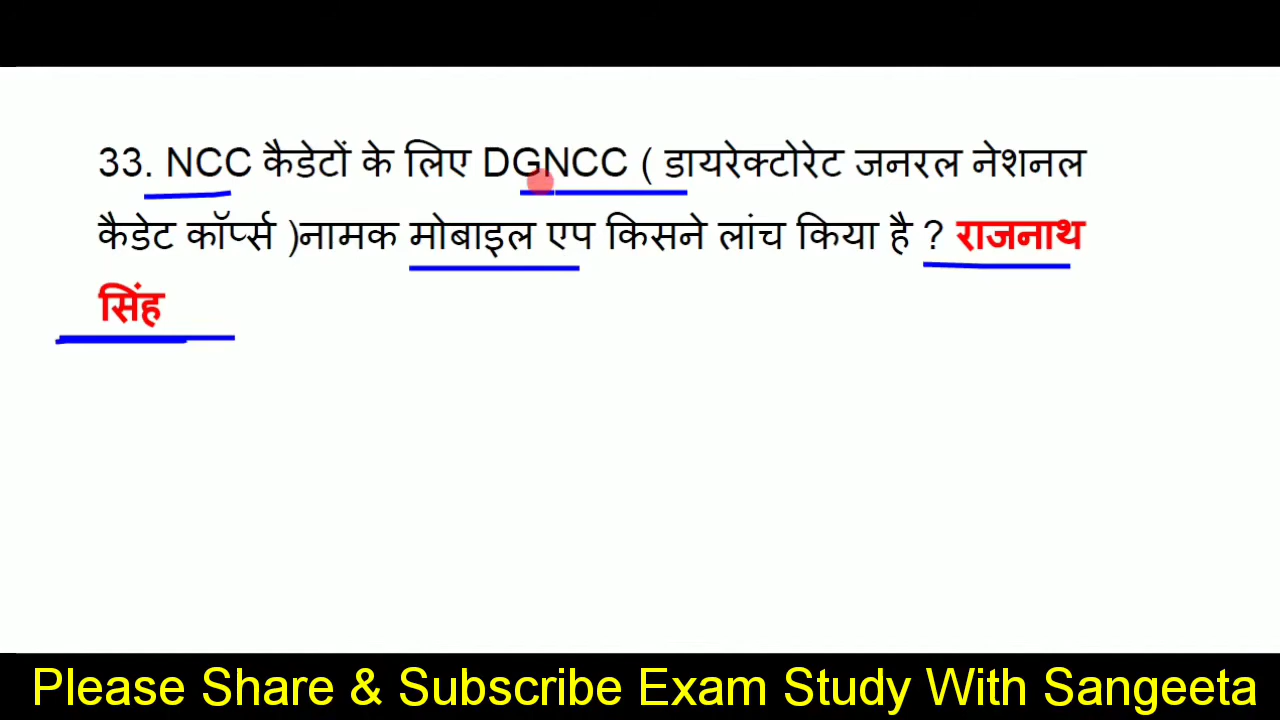 33. NCC कैडेटों के लिए DGNCC ( डायरेक्टोरेट जनरल नेशनल
कैडेट कॉर्प्स )नामक मोबाइल एप किसने लांच किया है ? राजनाथ
सिंह
Please Share & Subscribe Exam Study With Sangeeta